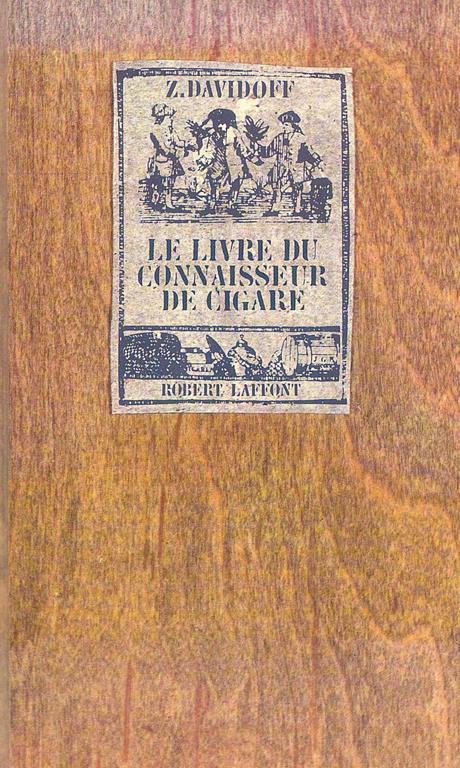 Z. DAVIDOFF
LE LIVRE DU
CONNAISSEUR
DE CIGARE
ROBERT LAFFONT